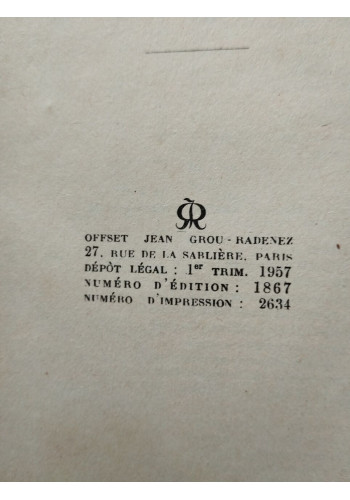 OFFSET JEAN GROU-RADENEZ
27, RUE DE LA SABLIÈRE, PARIS
DÉPÔT LÉGAL : 1er TRIM. 1957
NUMÉRO D'ÉDITION : 1867
NUMÉRO D'IMPRESSION : 2634